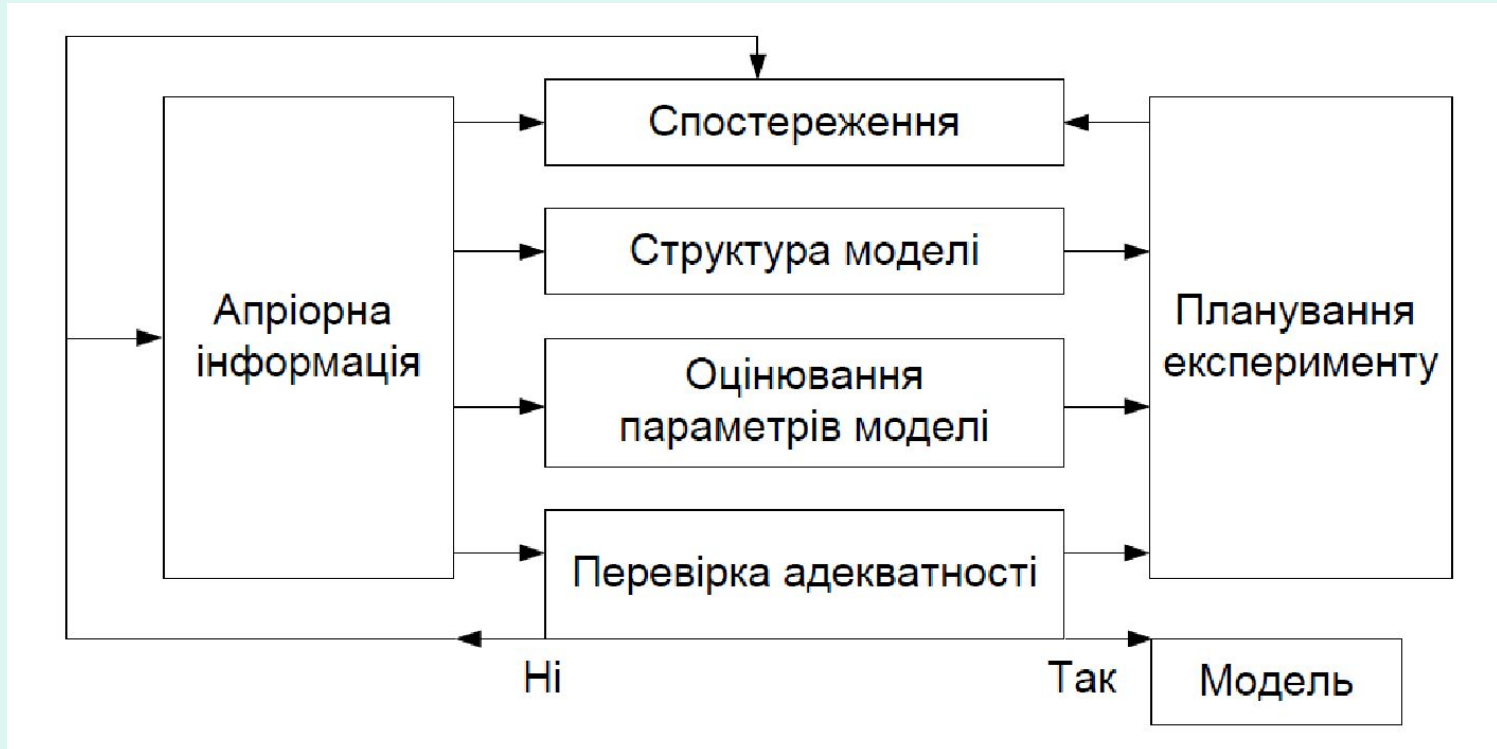 Спостереження
Структура моделі
Апріорна
інформація
Планування
експерименту
Оцінювання
параметрів моделі
Перевірка адекватності
Ні
Так
Модель